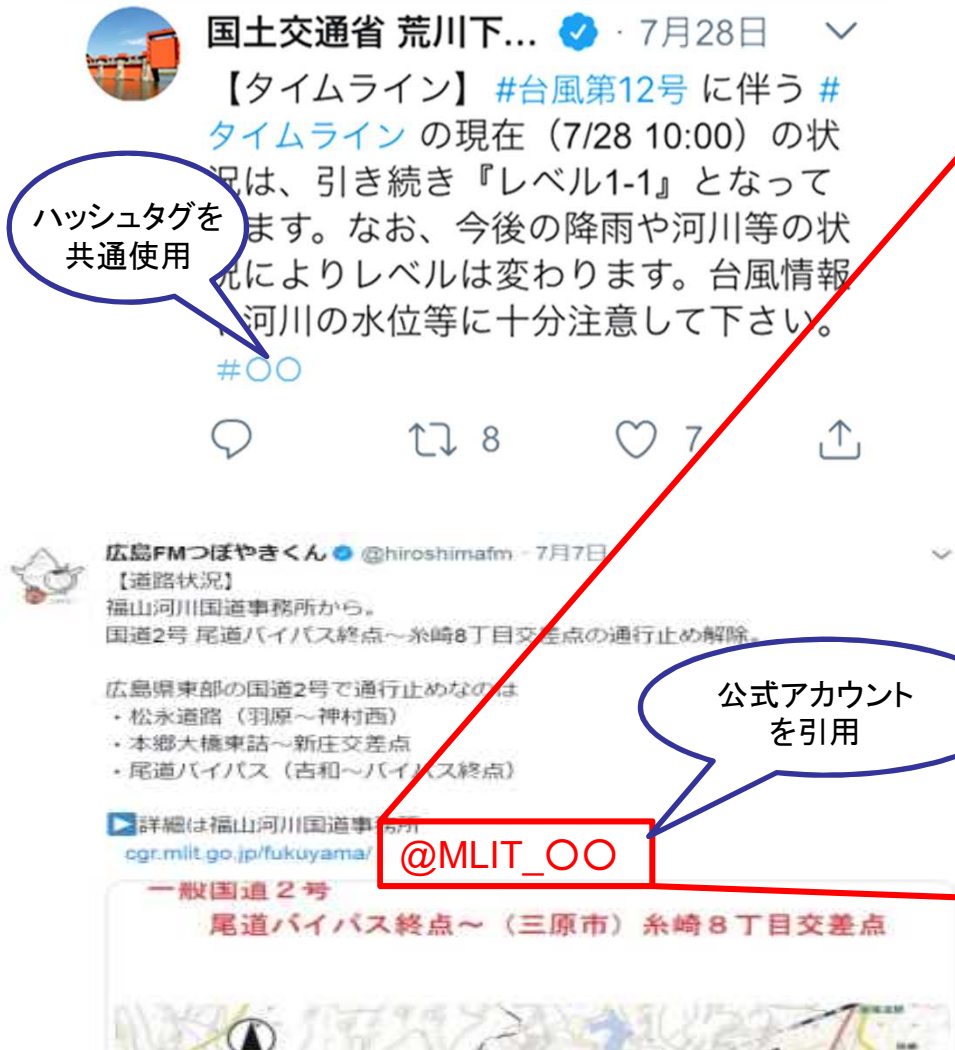 国土交通省 荒川下... · 7月28日
【タイムライン】 #台風第12号 に伴う #
タイムライン の現在（7/28 10:00）の状
況は、引き続き『レベル1-1』となって
ます。なお、今後の降雨や河川等の状
況によりレベルは変わります。台風情報
河川の水位等に十分注意して下さい。
#〇〇
ハッシュタグを
共通使用
8 7
広島FMつぶやきくん @hiroshimafm · 7月7日
【道路状況】
福山河川国道事務所から。
国道2号 尾道バイパス終点～糸崎8丁目交差点の通行止め解除。
広島県東部の国道2号で通行止めなのは
・松永道路（羽原～神村西）
・本郷大橋東詰～新庄交差点
・尾道バイパス（吉和～バイパス終点）
詳細は福山河川国道事務所
cgr.mlit.go.jp/fukuyama/
@MLIT_〇〇
公式アカウント
を引用
一般国道２号
尾道バイパス終点～（三原市）糸崎８丁目交差点